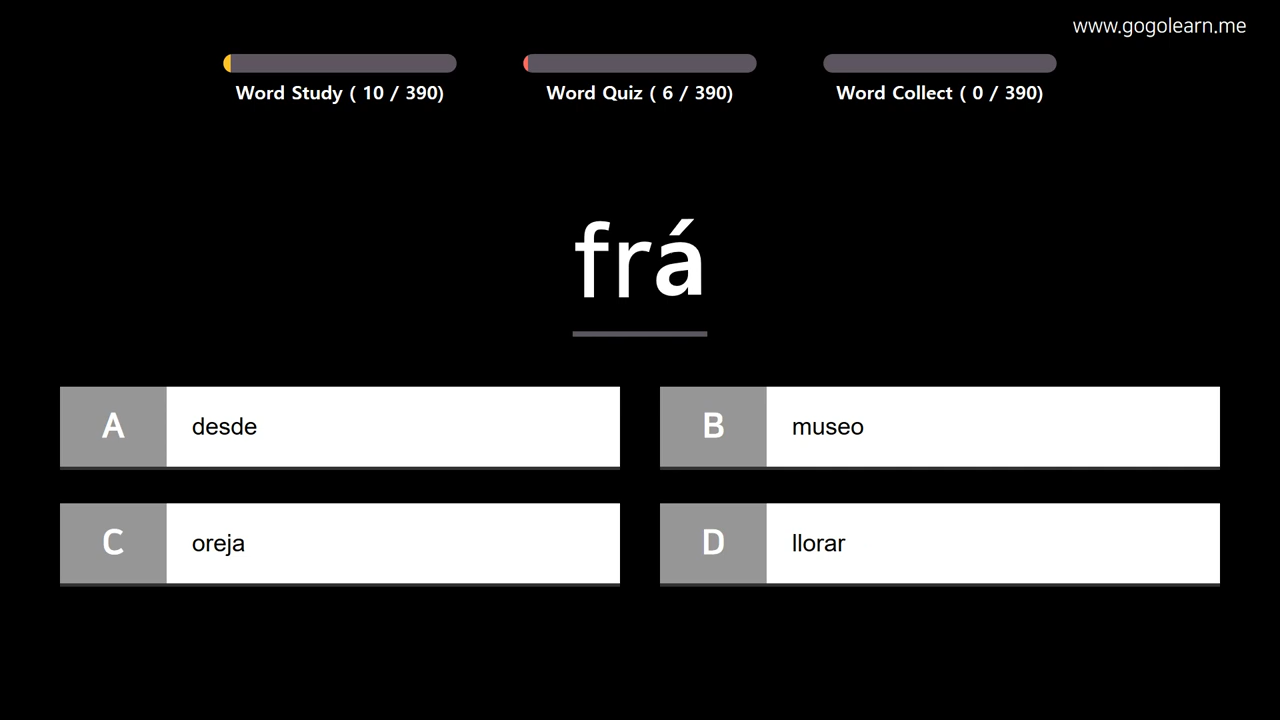 www.gogolearn.me
Word Study ( 10 / 390)
Word Quiz ( 6 / 390)
Word Collect ( 0 / 390)
frá
A desde
B museo
C oreja
D llorar